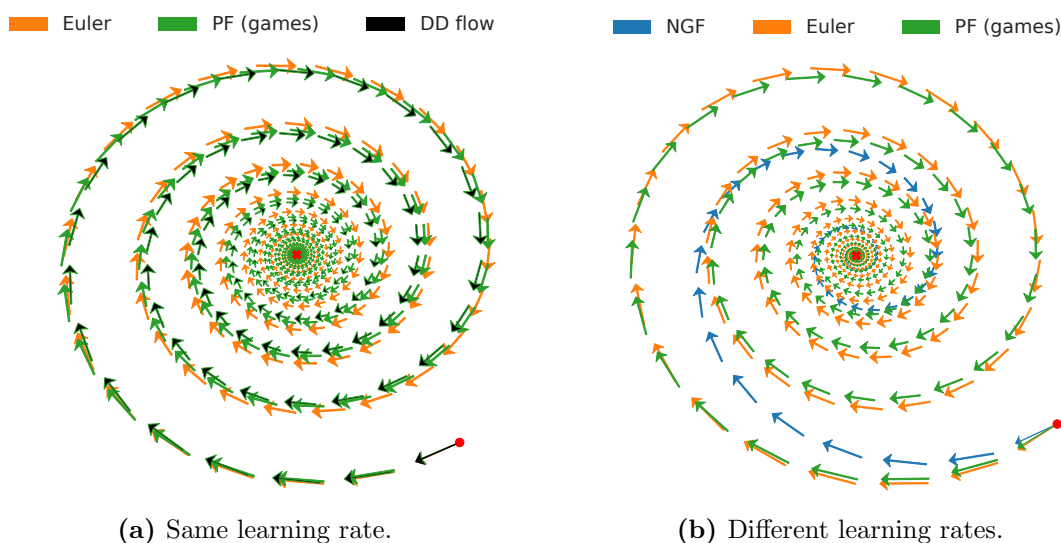 Euler PF (games) DD flow
NGF Euler PF (games)
(a) Same learning rate.
(b) Different learning rates.